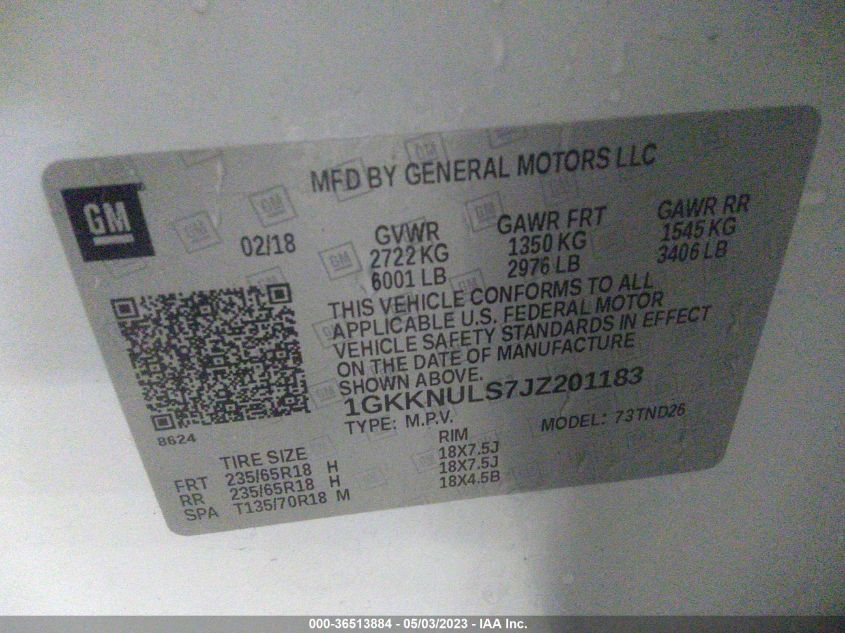 MFD BY GENERAL MOTORS LLC
GM
02/18
GVWR
2722 KG
6001 LB
GAWR FRT
1350 KG
2976 LB
GAWR RR
1545 KG
3406 LB
THIS VEHICLE CONFORMS TO ALL
APPLICABLE U.S. FEDERAL MOTOR
VEHICLE SAFETY STANDARDS IN EFFECT
ON THE DATE OF MANUFACTURE
SHOWN ABOVE.
1GKKNULS7JZ201183
TYPE: M.P.V.
MODEL: 73TND26
8624
TIRE SIZE
RIM
FRT 235/65R18 H 18X7.5J
RR 235/65R18 H 18X7.5J
SPA T135/70R18 M 18X4.5B
000-36513884 - 05/03/2023 - IAA Inc.